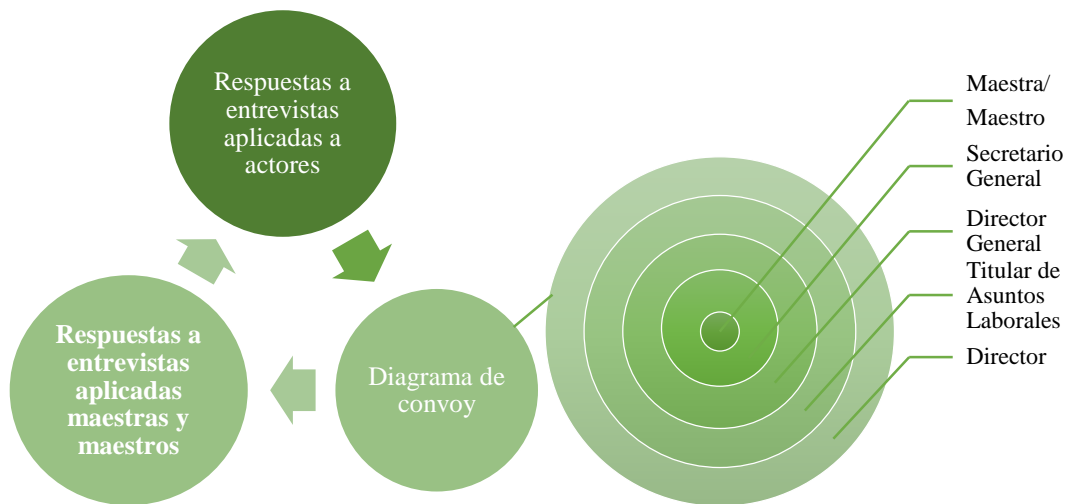 Respuestas a
entrevistas
aplicadas a
actores
Diagrama de
convoy
Respuestas a
entrevistas
aplicadas
maestras y
maestros
Maestra/
Maestro
Secretario
General
Director
General
Titular de
Asuntos
Laborales
Director